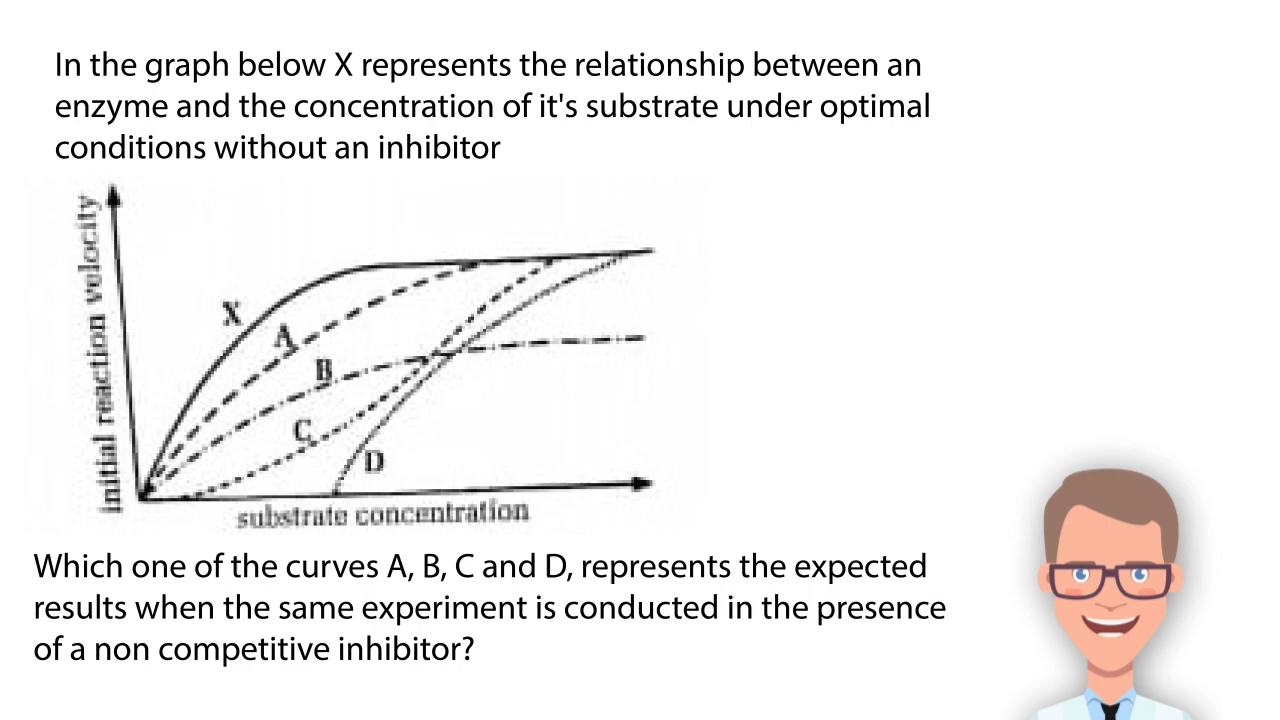 In the graph below X represents the relationship between an
enzyme and the concentration of it's substrate under optimal
conditions without an inhibitor
initial reaction velocity
X
A
B
C
D
substrate concentration
Which one of the curves A, B, C and D, represents the expected
results when the same experiment is conducted in the presence
of a non competitive inhibitor?